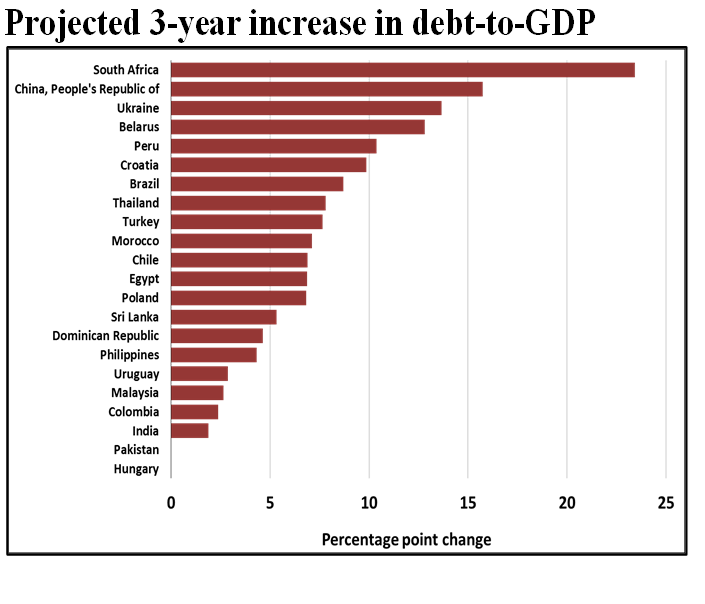 Projected 3-year increase in debt-to-GDP
South Africa
China, People's Republic of
Ukraine
Belarus
Peru
Croatia
Brazil
Thailand
Turkey
Morocco
Chile
Egypt
Poland
Sri Lanka
Dominican Republic
Philippines
Uruguay
Malaysia
Colombia
India
Pakistan
Hungary
0 5 10 15 20 25
Percentage point change